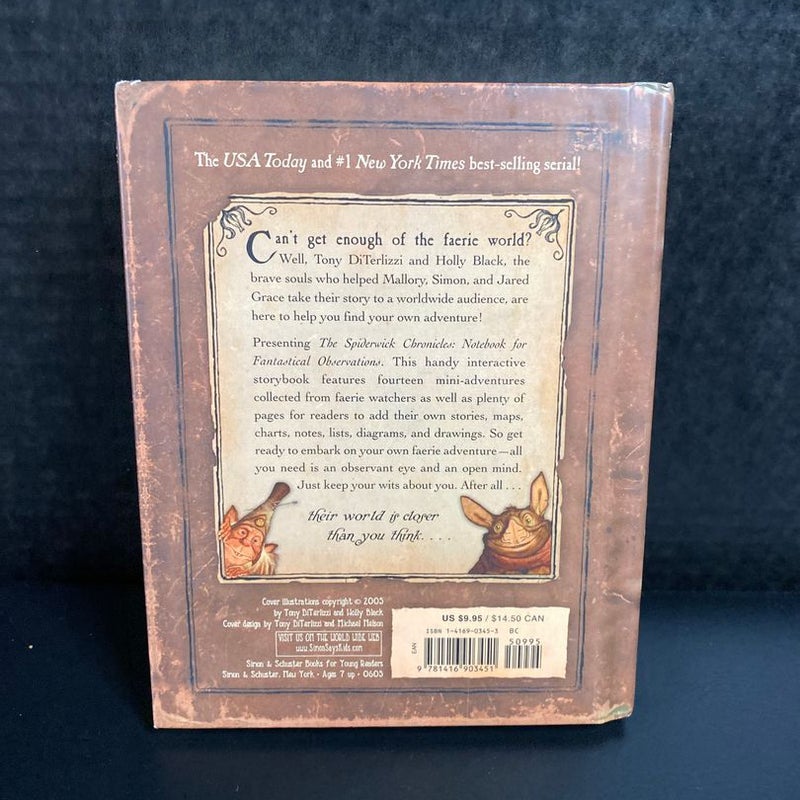 The USA Today and #1 New York Times best-selling serial!
Can't get enough of the faerie world?
Well, Tony DiTerlizzi and Holly Black, the
brave souls who helped Mallory, Simon, and Jared
Grace take their story to a worldwide audience, are
here to help you find your own adventure!
Presenting The Spiderwick Chronicles: Notebook for
Fantastical Observations. This handy interactive
storybook features fourteen mini-adventures
collected from faerie watchers as well as plenty of
pages for readers to add their own stories, maps,
charts, notes, lists, diagrams, and drawings. So get
ready to embark on your own faerie adventure—all
you need is an observant eye and an open mind.
Just keep your wits about you. After all . . .
their world is closer
than you think. . . .
Cover illustrations copyright © 2005
by Tony DiTerlizzi and Holly Black
Cover design by Tony DiTerlizzi and Michael Nelson
VISIT US ON THE WORLD WIDE WEB
www.SimonSaysKids.com
Simon & Schuster Books for Young Readers
Simon & Schuster, New York • Ages 7 up • 0605
US $9.95 / $14.50 CAN
ISBN 1-4169-0345-3 BC
50995
EAN
9 781416 903451